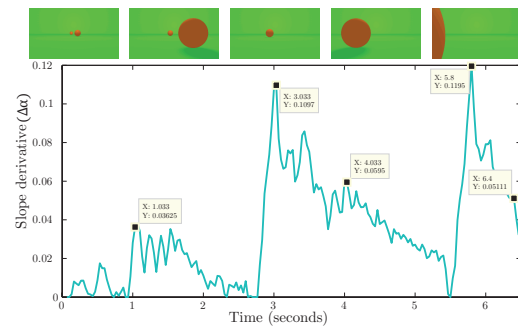 0.12
0.1
0.08
0.06
0.04
0.02
0
Slope derivative(Δα)
X: 1.033
Y: 0.03625
X: 3.033
Y: 0.1097
X: 4.033
Y: 0.0595
X: 5.8
Y: 0.1195
X: 6.4
Y: 0.05111
0 1 2 3 4 5 6
Time (seconds)